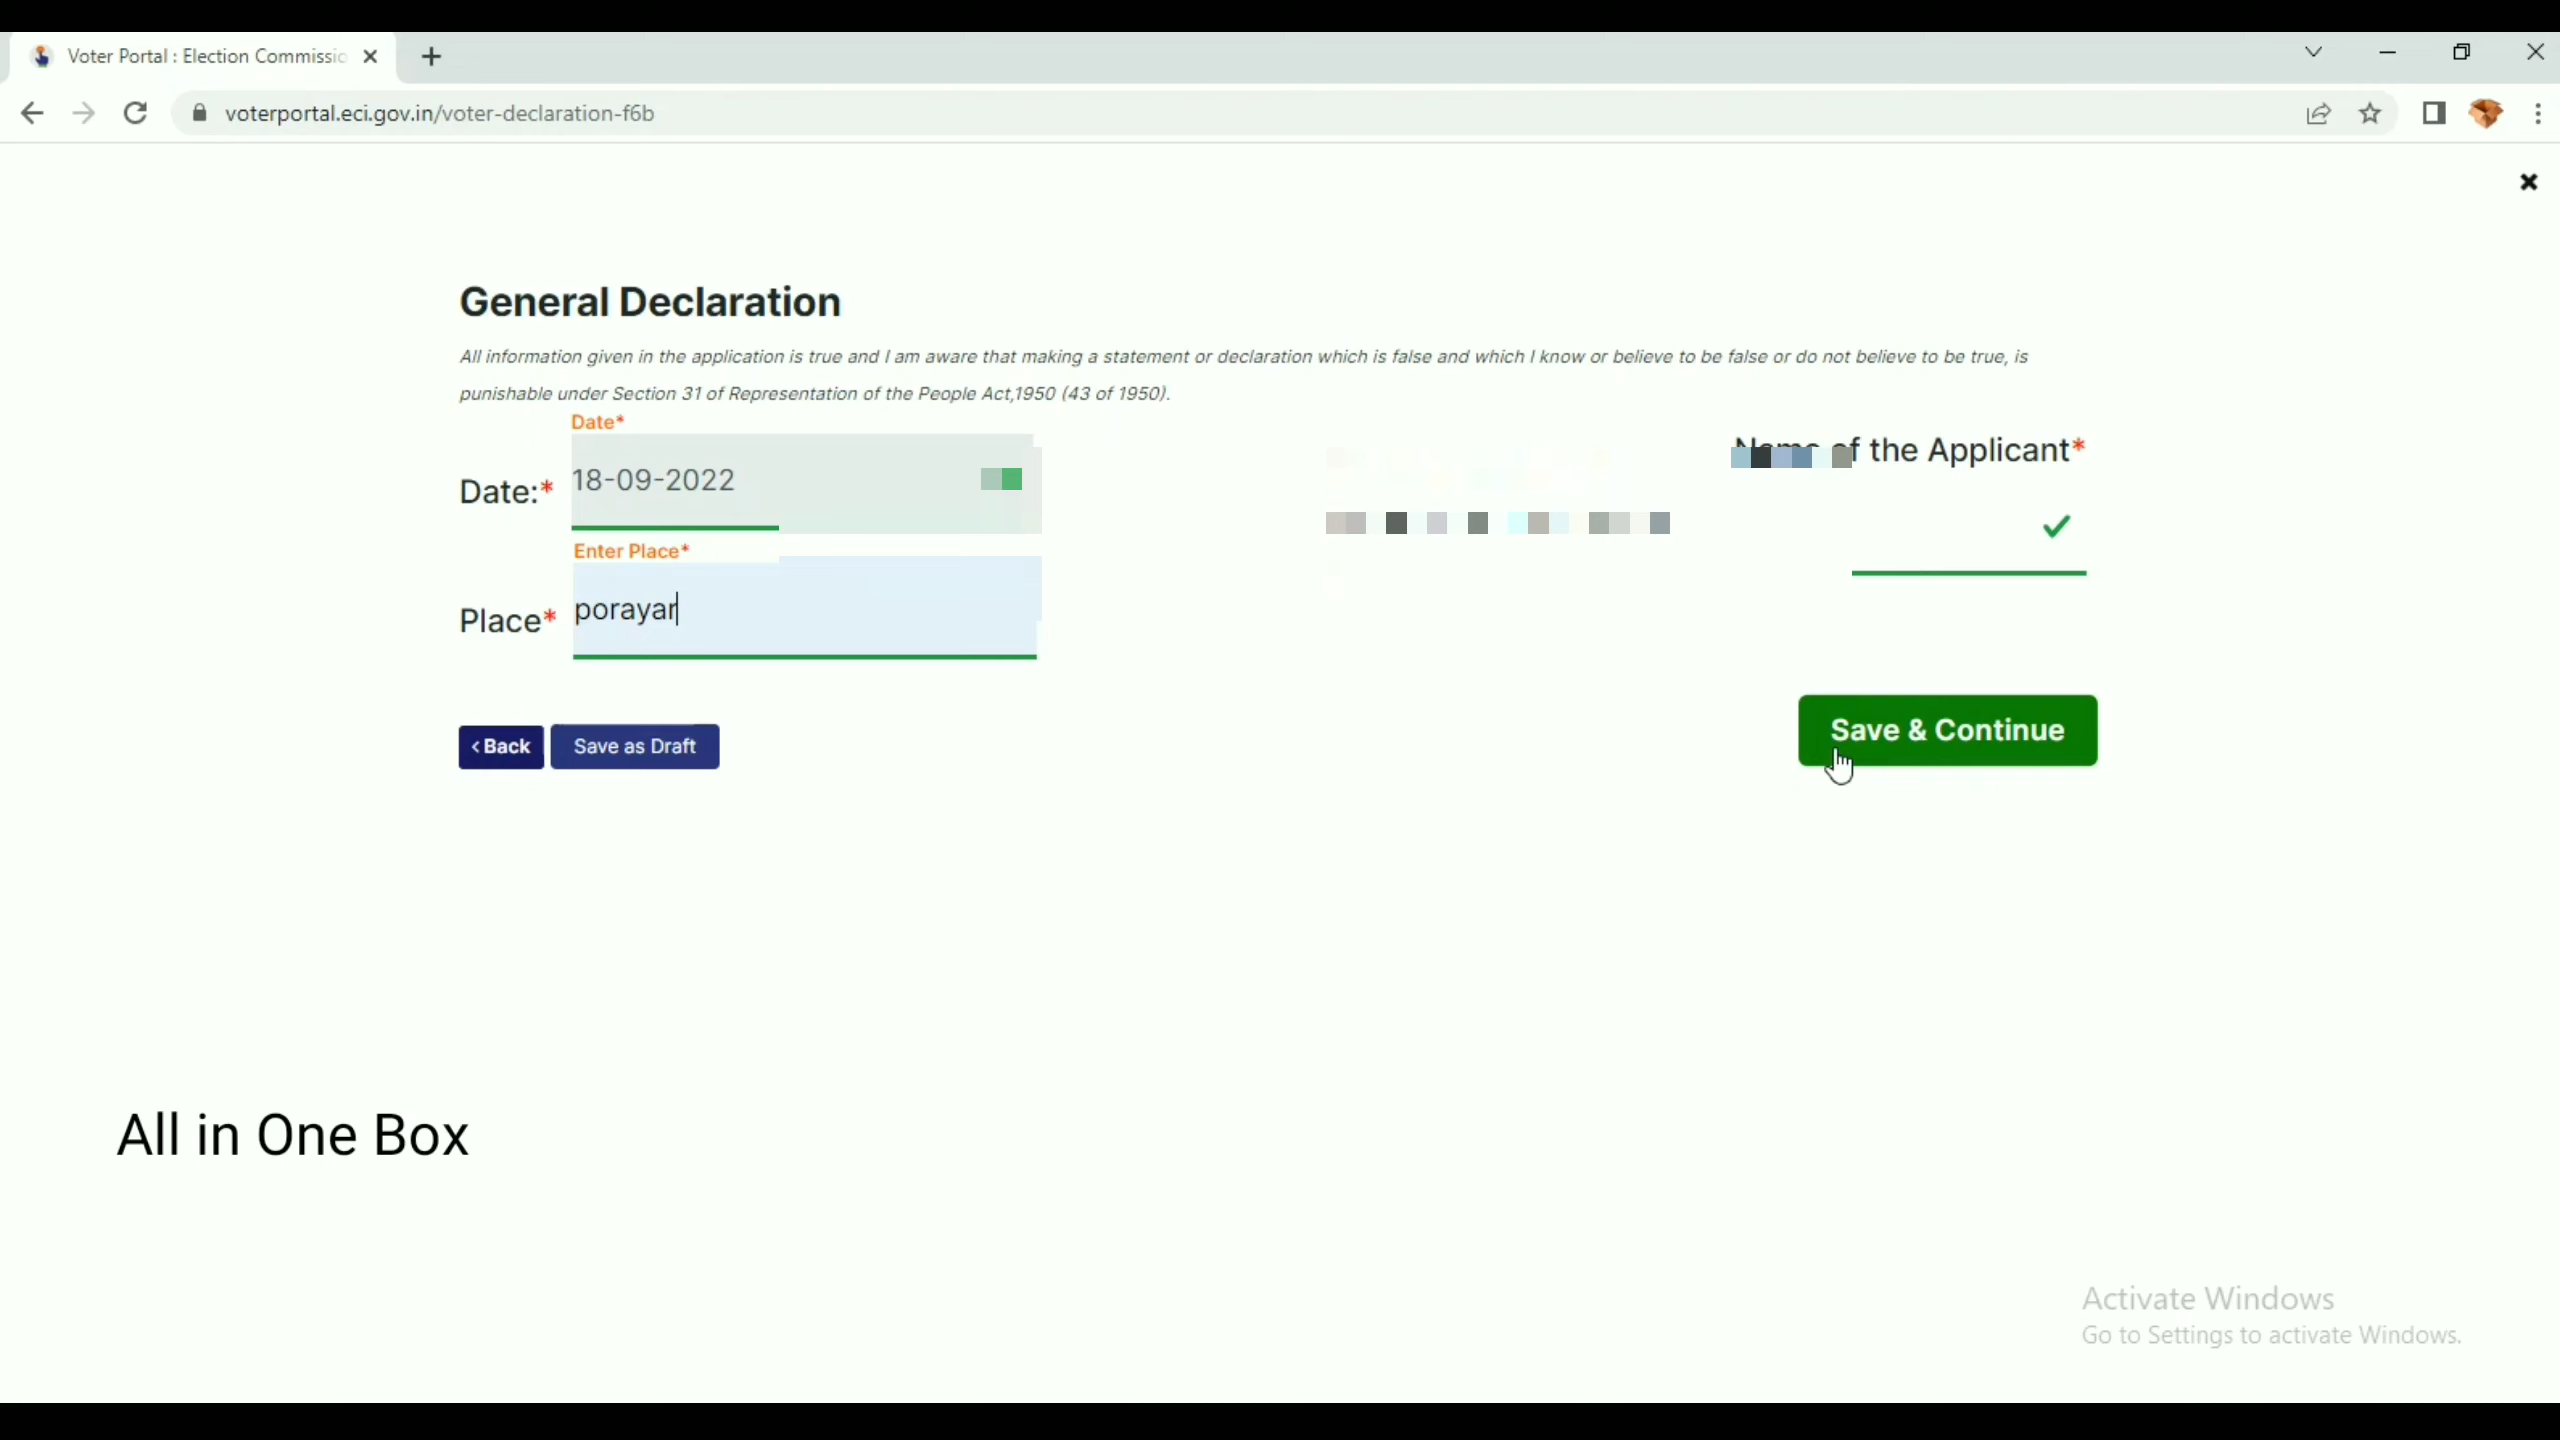 Voter Portal : Election Commissio
voterportal.eci.gov.in/voter-declaration-f6b
General Declaration
All information given in the application is true and I am aware that making a statement or declaration which is false and which I know or believe to be false or do not believe to be true, is
punishable under Section 31 of Representation of the People Act,1950 (43 of 1950).
Date*
Date:* 18-09-2022
Name of the Applicant*
Enter Place*
Place* porayar
‹ Back Save as Draft
Save & Continue
All in One Box
Activate Windows
Go to Settings to activate Windows.